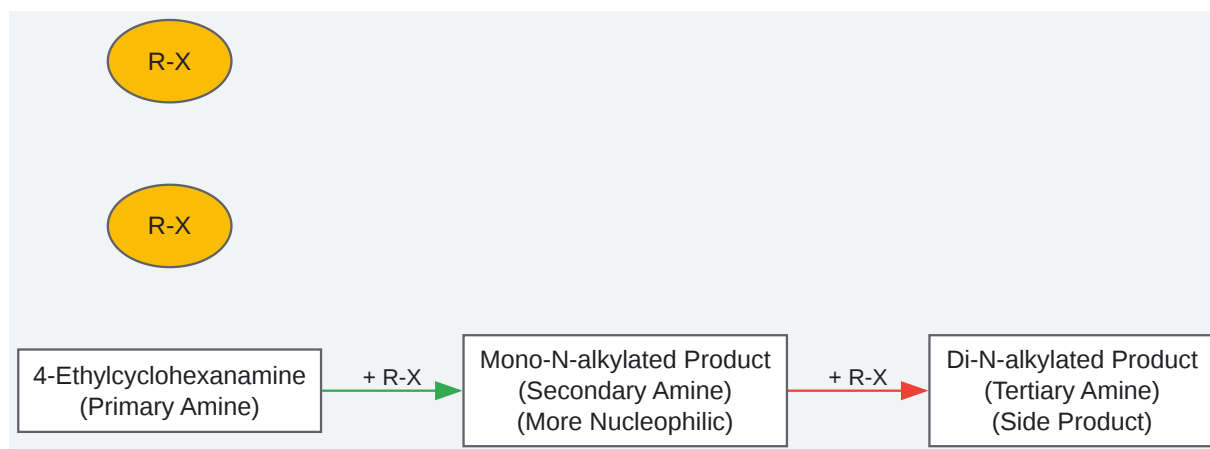 R-X
R-X
4-Ethylcyclohexanamine
(Primary Amine)
+ R-X
Mono-N-alkylated Product
(Secondary Amine)
(More Nucleophilic)
+ R-X
Di-N-alkylated Product
(Tertiary Amine)
(Side Product)